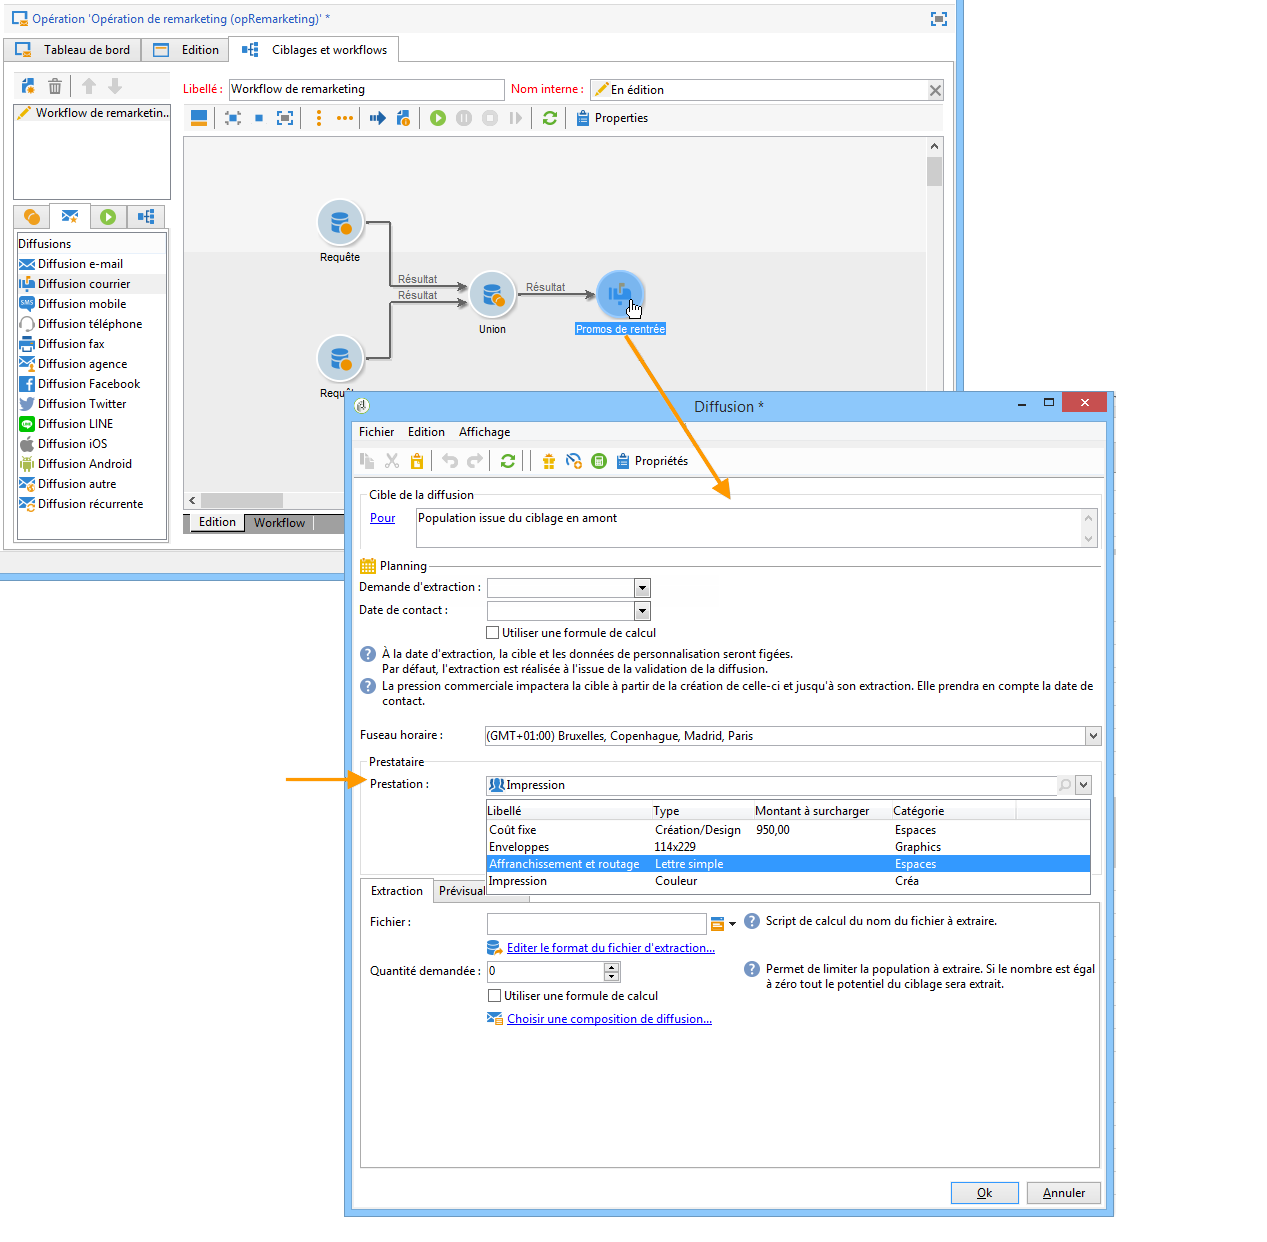 Opération 'Opération de remarketing (opRemarketing)' *
Tableau de bord
Edition
Ciblages et workflows
Libellé :
Workflow de remarketing
Nom interne :
En édition
Workflow de remarketin..
Properties
Diffusions
Diffusion e-mail
Diffusion courrier
SMS
Diffusion mobile
Diffusion téléphone
Diffusion fax
Diffusion agence
Diffusion Facebook
Diffusion Twitter
Diffusion LINE
Diffusion iOS
Diffusion Android
Diffusion autre
Diffusion récurrente
Requête
Résultat
Résultat
Résultat
Union
Promos de rentrée
Edition
Workflow
Diffusion *
Fichier
Edition
Affichage
Propriétés
Cible de la diffusion
Pour
Population issue du ciblage en amont
Planning
Demande d'extraction :
Date de contact :
Utiliser une formule de calcul
À la date d'extraction, la cible et les données de personnalisation seront figées.
Par défaut, l'extraction est réalisée à l'issue de la validation de la diffusion.
La pression commerciale impactera la cible à partir de la création de celle-ci et jusqu'à son extraction. Elle prendra en compte la date de
contact.
Fuseau horaire :
(GMT+01:00) Bruxelles, Copenhague, Madrid, Paris
Prestataire
Prestation :
Impression
Libellé Type Montant à surcharger Catégorie
Coût fixe Création/Design 950,00 Espaces
Enveloppes 114x229 Graphics
Affranchissement et routage Lettre simple Espaces
Impression Couleur Créa
Extraction
Prévisual
Fichier :
Script de calcul du nom du fichier à extraire.
Editer le format du fichier d'extraction...
Quantité demandée :
0
Permet de limiter la population à extraire. Si le nombre est égal
à zéro tout le potentiel du ciblage sera extrait.
Utiliser une formule de calcul
Choisir une composition de diffusion...
Ok
Annuler